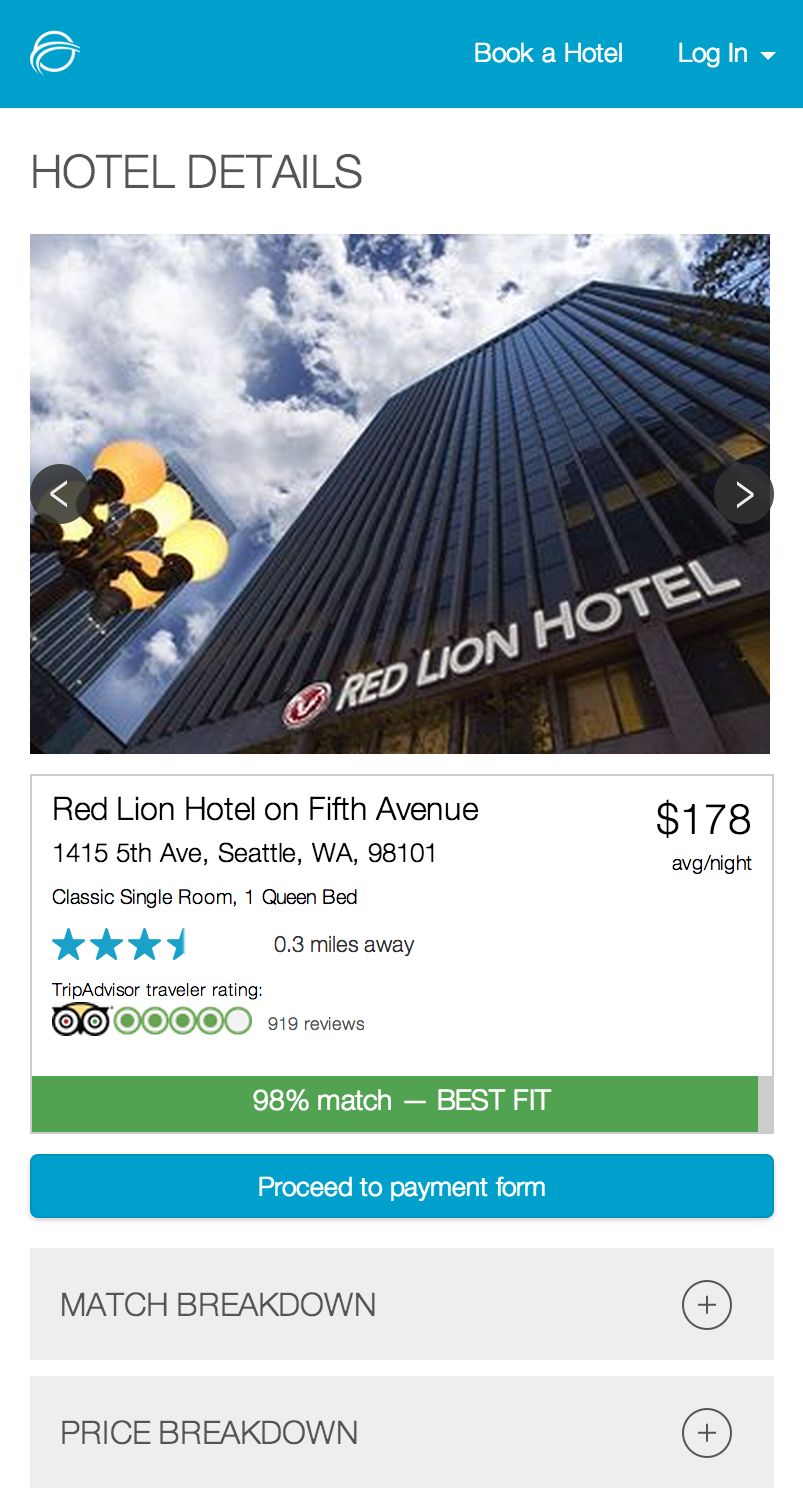 Book a Hotel Log In
HOTEL DETAILS
RED LION HOTEL
Red Lion Hotel on Fifth Avenue
$178
1415 5th Ave, Seattle, WA, 98101
avg/night
Classic Single Room, 1 Queen Bed
0.3 miles away
TripAdvisor traveler rating:
919 reviews
98% match — BEST FIT
Proceed to payment form
MATCH BREAKDOWN
PRICE BREAKDOWN